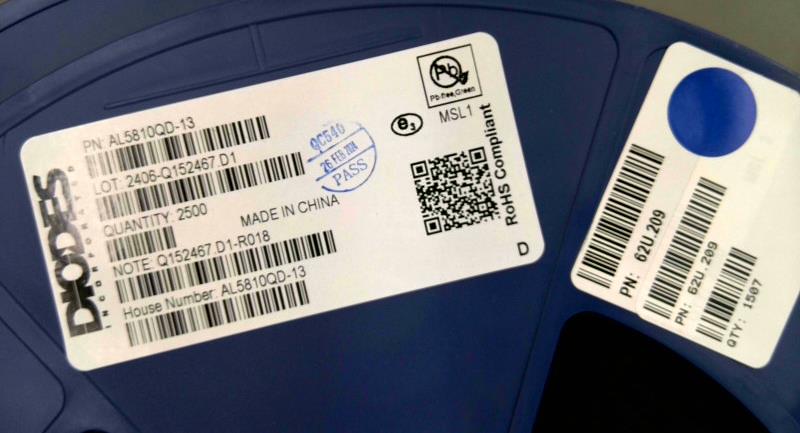 DIODES
INCORPORATED
PN: AL5810QD-13
LOT: 2406-Q152467.D1
QUANTITY: 2500
MADE IN CHINA
NOTE: Q152467 D1-R018
House Number: AL5810QD-13
QC540
26 FEB 2024
PASS
Pb
Pb-free,Green
e3
MSL1
RoHS Compliant
D
PN: 62U.209
PN: 62U.209
QTY: 1507